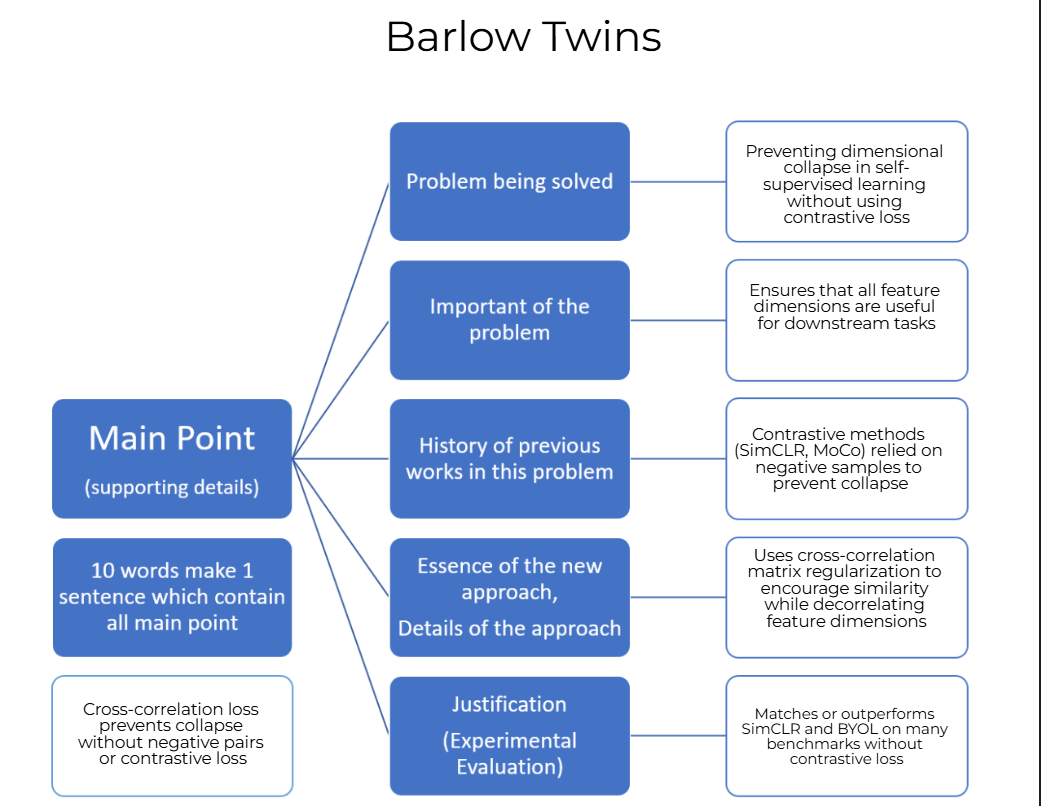 Barlow Twins
Problem being solved
Preventing dimensional
collapse in self-
supervised learning
without using
contrastive loss
Important of the
problem
Ensures that all feature
dimensions are useful
for downstream tasks
Main Point
(supporting details)
History of previous
works in this problem
Contrastive methods
(SimCLR, MoCo) relied on
negative samples to
prevent collapse
10 words make 1
sentence which contain
all main point
Essence of the new
approach,
Details of the approach
Uses cross-correlation
matrix regularization to
encourage similarity
while decorrelating
feature dimensions
Cross-correlation loss
prevents collapse
without negative pairs
or contrastive loss
Justification
(Experimental
Evaluation)
Matches or outperforms
SimCLR and BYOL on many
benchmarks without
contrastive loss